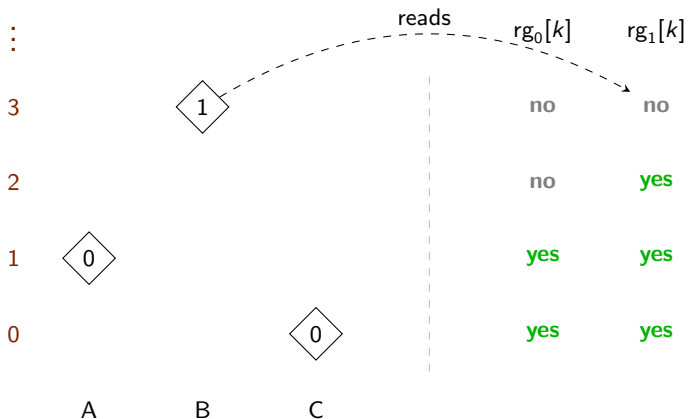 reads
⋮ rg₀[k] rg₁[k]
3 1 no no
2 no yes
1 0 yes yes
0 0 yes yes
A B C